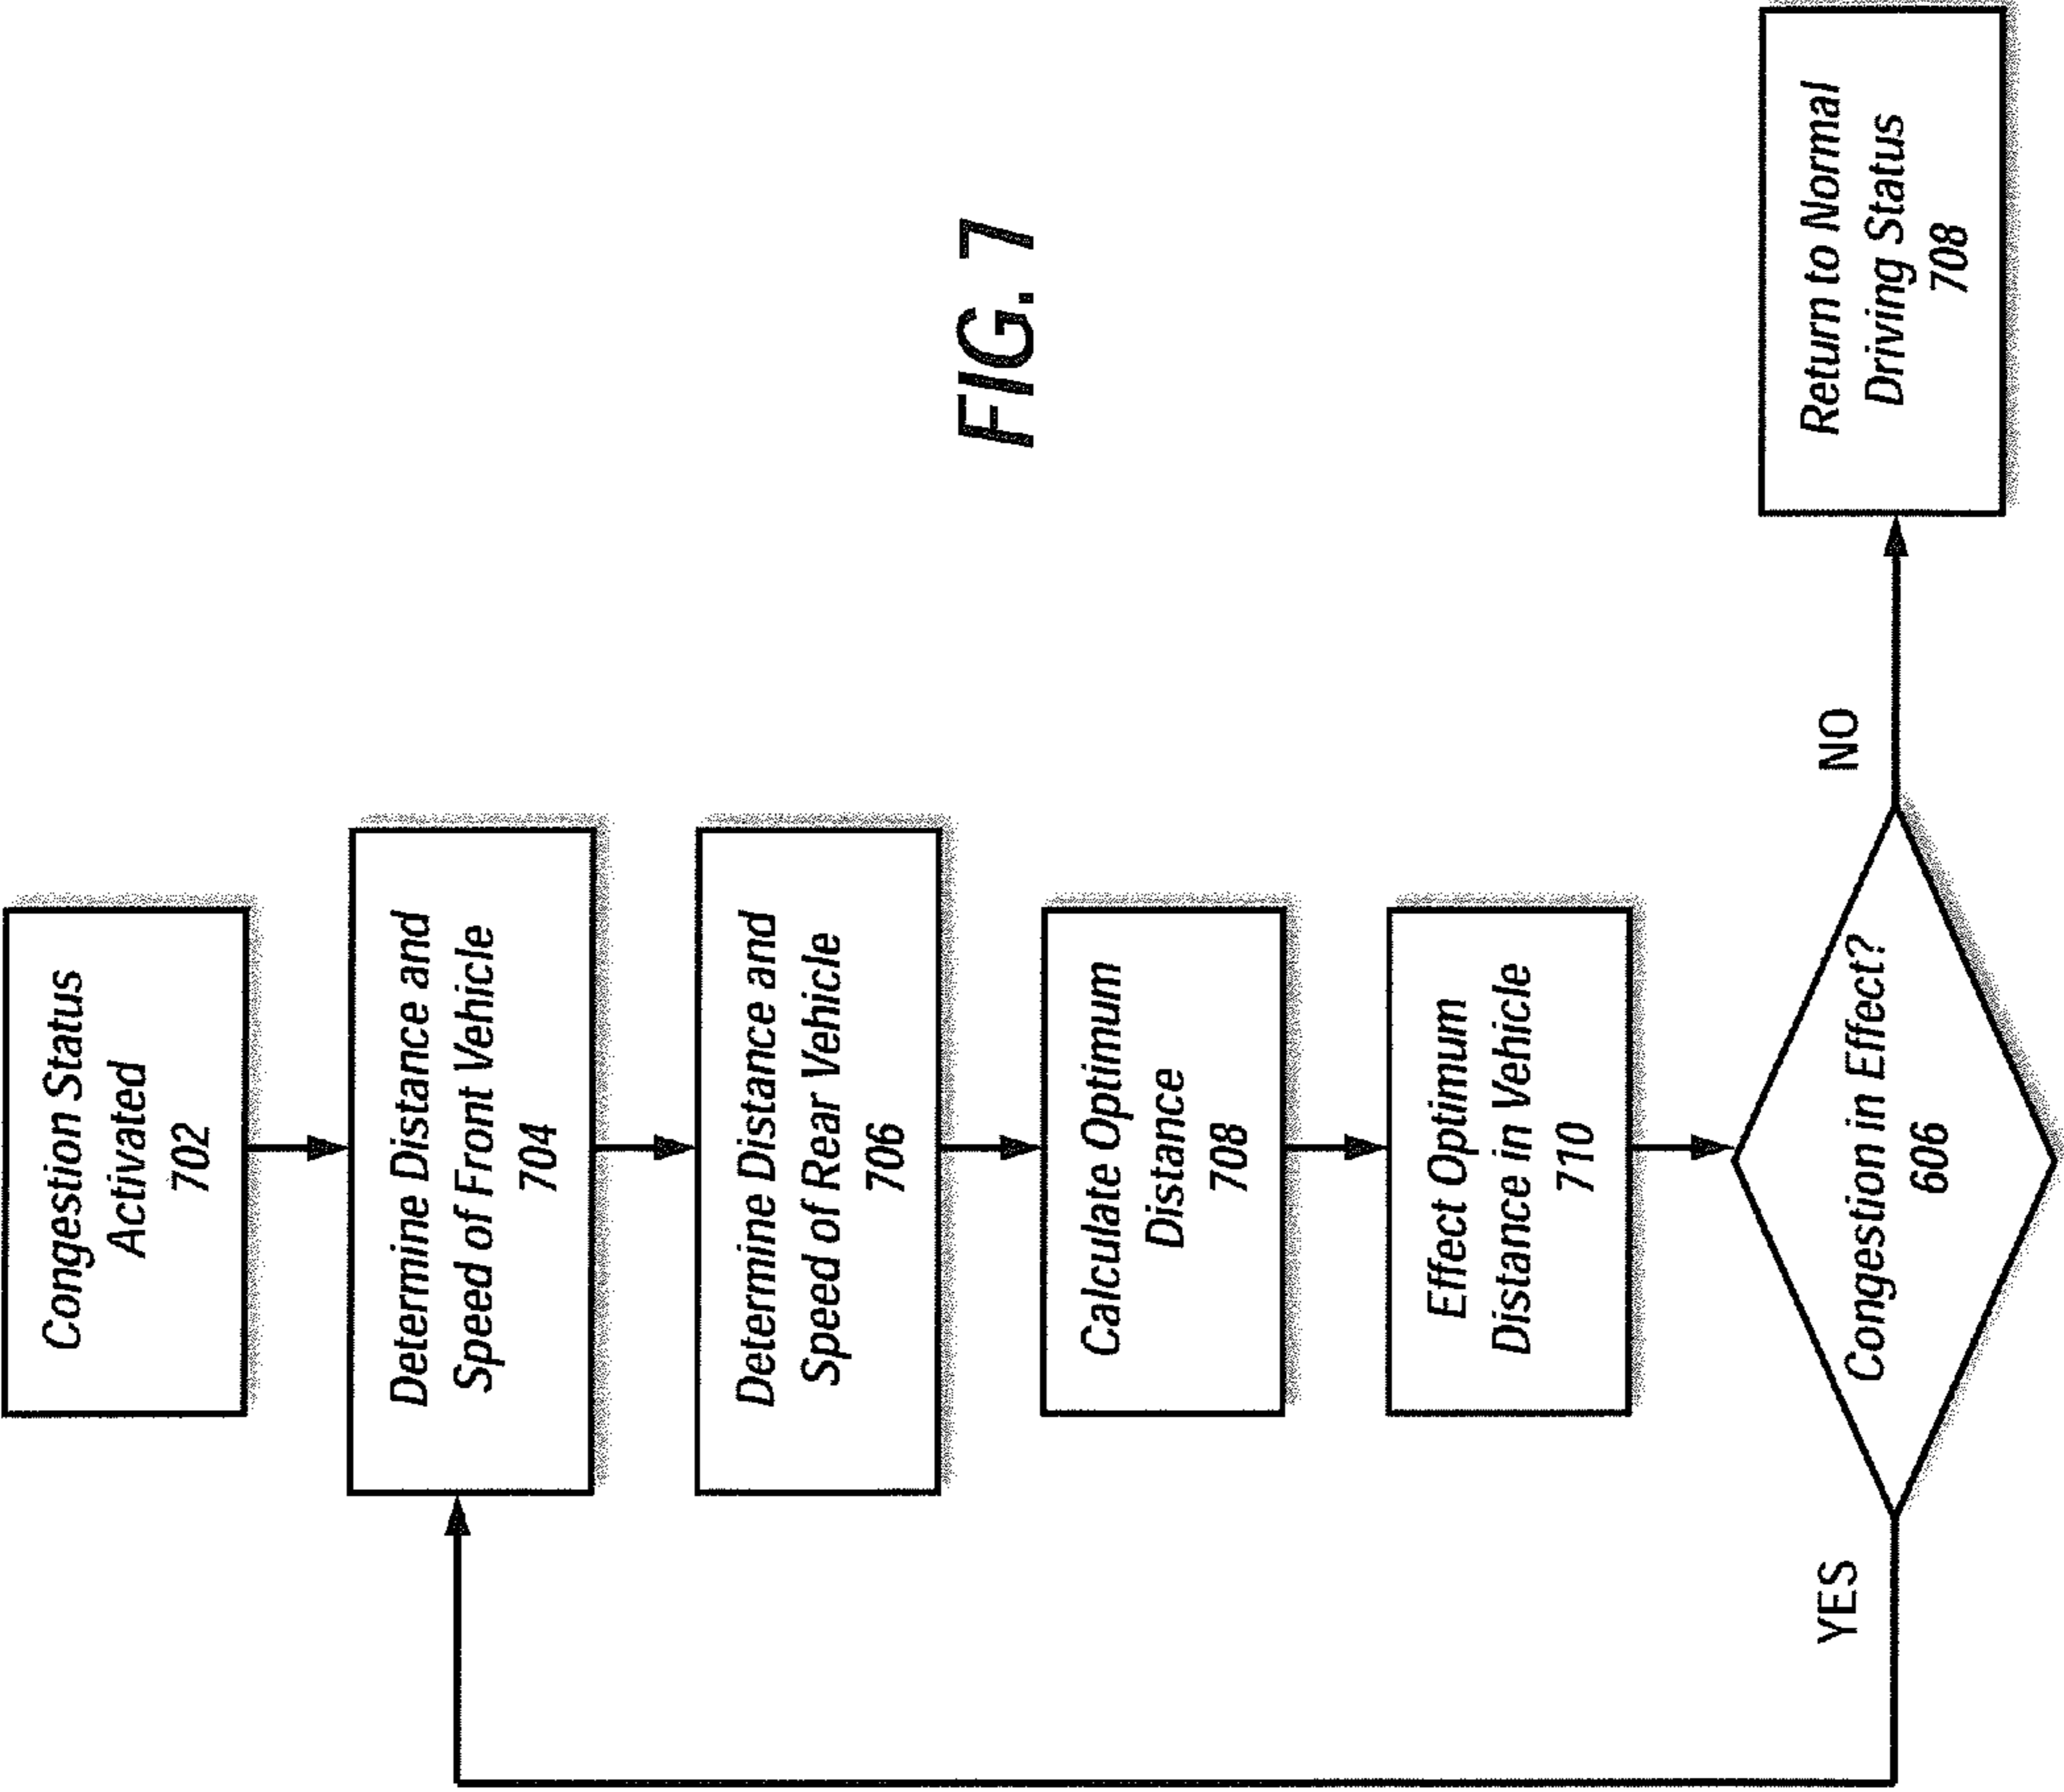 Congestion Status
Activated
702
Determine Distance and
Speed of Front Vehicle
704
Determine Distance and
Speed of Rear Vehicle
706
Calculate Optimum
Distance
708
Effect Optimum
Distance in Vehicle
710
Congestion in Effect?
606
YES
NO
Return to Normal
Driving Status
708
FIG. 7